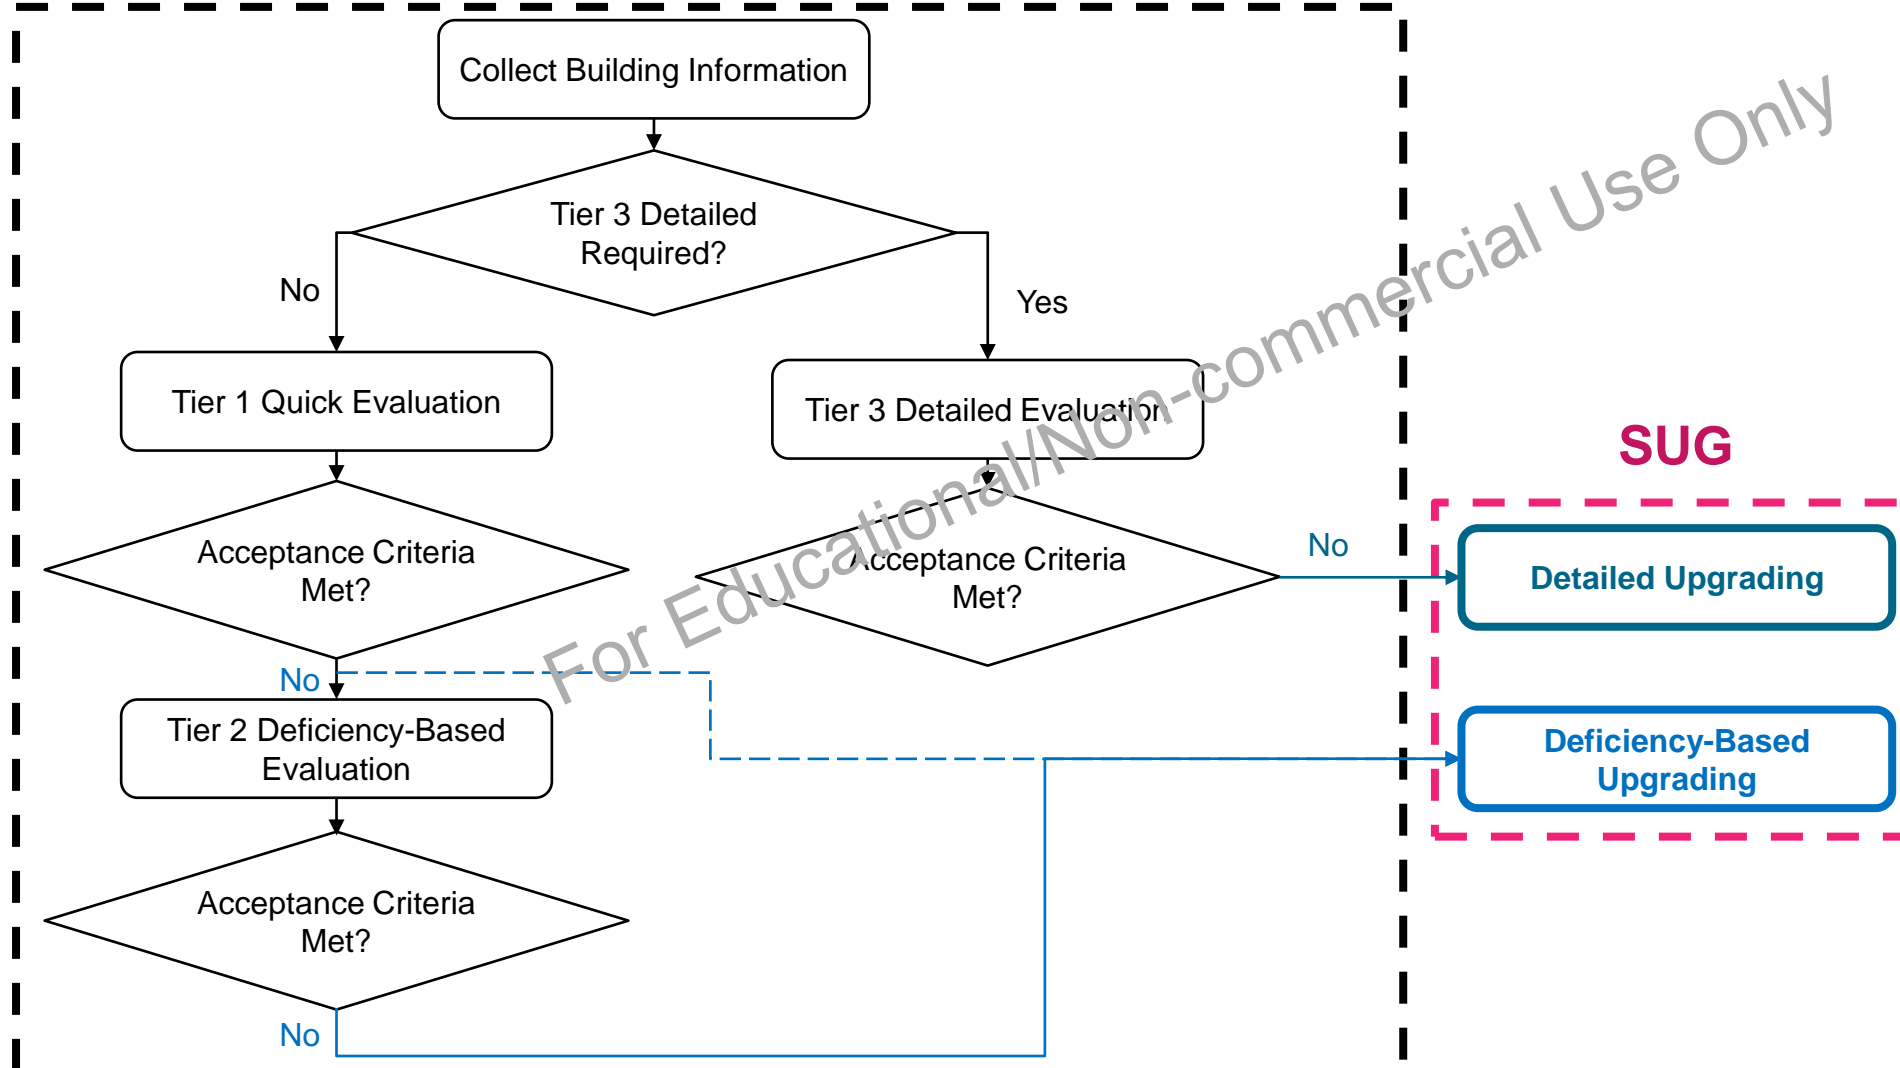 Collect Building Information
Tier 3 Detailed
Required?
No
Yes
Tier 1 Quick Evaluation
Tier 3 Detailed Evaluation
SUG
Acceptance Criteria
Met?
Acceptance Criteria
Met?
No
Detailed Upgrading
No
Tier 2 Deficiency-Based
Evaluation
Deficiency-Based
Upgrading
Acceptance Criteria
Met?
No
For Educational/Non-commercial Use Only